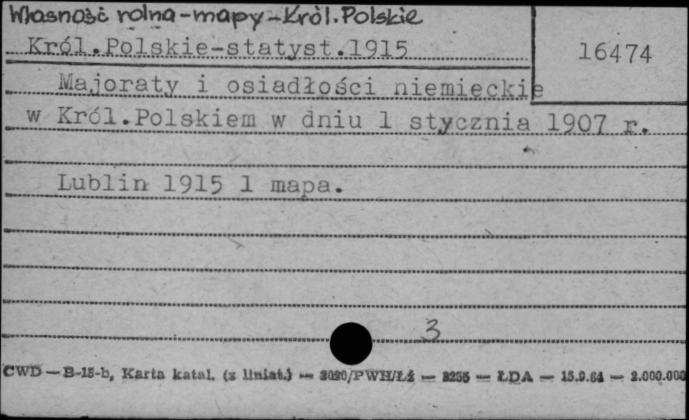 Własność rolna-mapy-Król.Polskie
Król.Polskie-statyst.1915
16474
Majoraty i osiadłości niemieckie
w Król.Polskiem w dniu 1 stycznia 1907 r.
Lublin 1915 1 mapa.
3
CWD — B-15-b, Karta katal. (z liniat.) — 3020/PWH/Łź — 2255 — ŁDA — 15.9.64 — 2.000.000